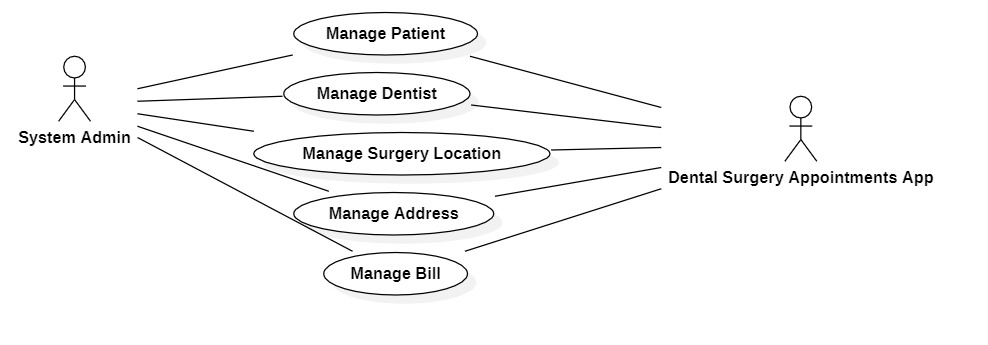 Manage Patient
Manage Dentist
System Admin
Manage Surgery Location
Dental Surgery Appointments App
Manage Address
Manage Bill